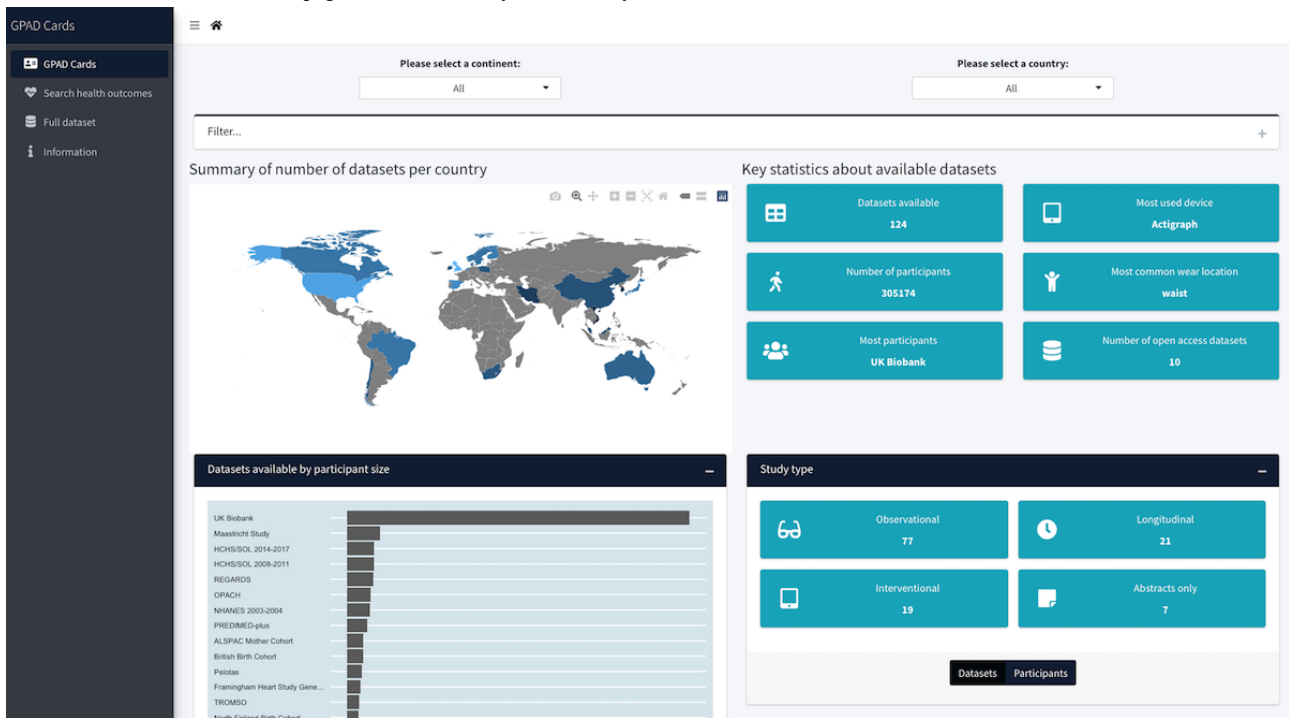 GPAD Cards
GPAD Cards
Search health outcomes
Full dataset
Information
Please select a continent:
All
Please select a country:
All
Filter...
Summary of number of datasets per country
Key statistics about available datasets
Datasets available
124
Most used device
Actigraph
Number of participants
305174
Most common wear location
waist
Most participants
UK Biobank
Number of open access datasets
10
Datasets available by participant size
UK Biobank
Maastricht Study
HCHS/SOL 2014-2017
HCHS/SOL 2008-2011
REGARDS
OPACH
NHANES 2003-2004
PREDIMED-plus
ALSPAC Mother Cohort
British Birth Cohort
Pelotas
Framingham Heart Study Gene...
TROMSO
Study type
Observational
77
Longitudinal
21
Interventional
19
Abstracts only
7
Datasets
Participants